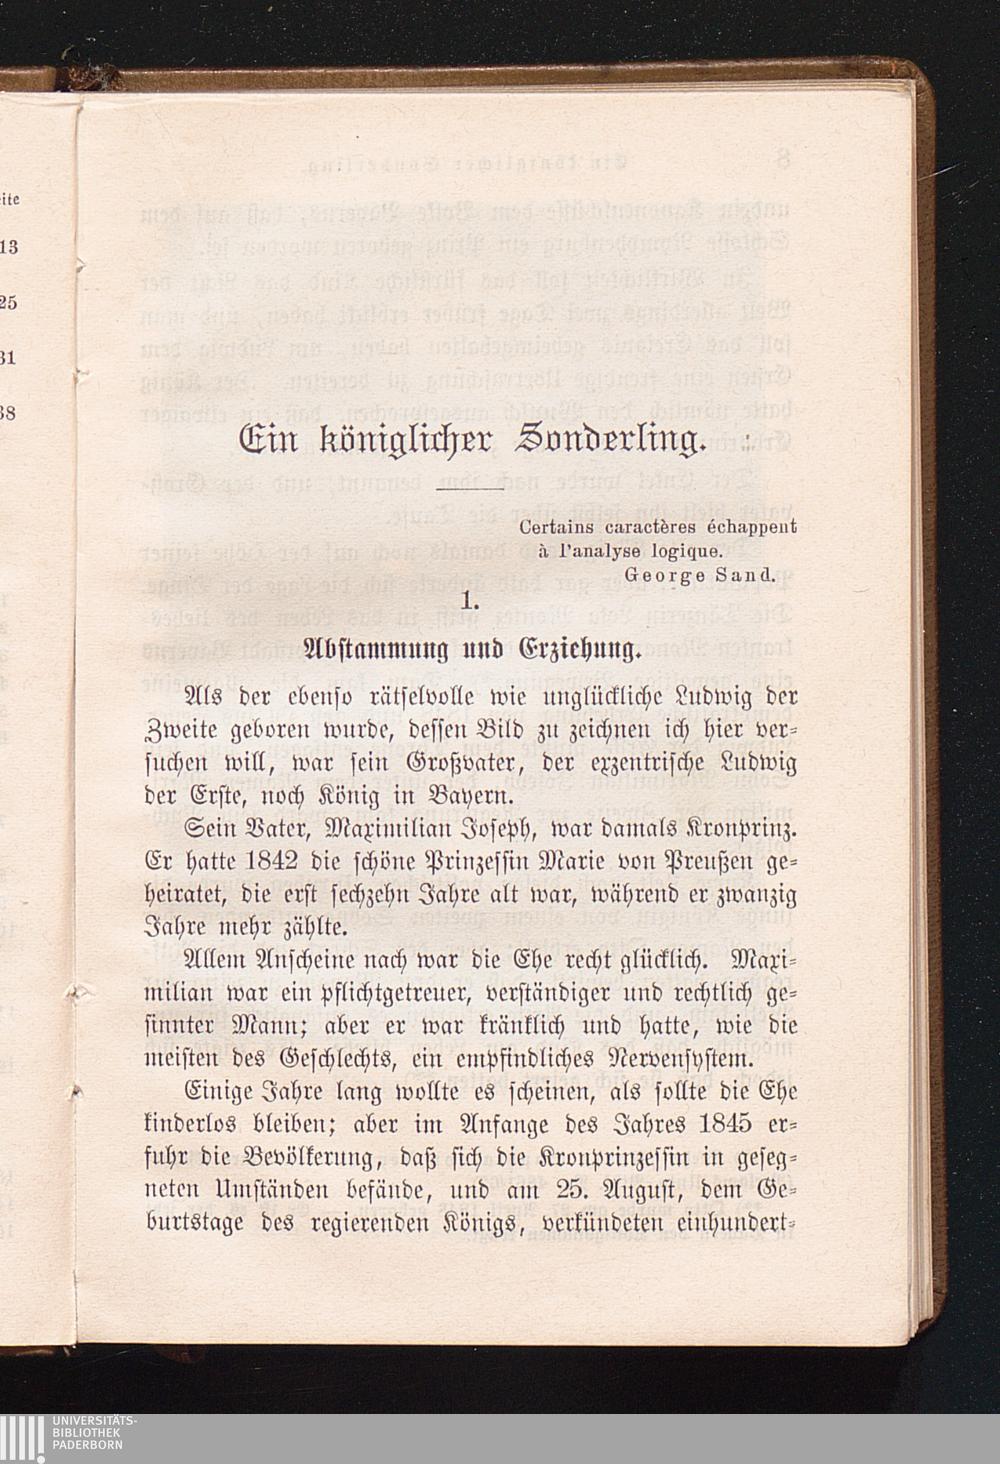 eite
13
25
31
38
Ein königlicher Sonderling.
Certains caractères échappent
à l'analyse logique.
George Sand.
1.
Abstammung und Erziehung.
Als der ebenso rätselvolle wie unglückliche Ludwig der
Zweite geboren wurde, dessen Bild zu zeichnen ich hier ver-
suchen will, war sein Großvater, der exzentrische Ludwig
der Erste, noch König in Bayern.
Sein Vater, Maximilian Joseph, war damals Kronprinz.
Er hatte 1842 die schöne Prinzessin Marie von Preußen ge-
heiratet, die erst sechzehn Jahre alt war, während er zwanzig
Jahre mehr zählte.
Allem Anscheine nach war die Ehe recht glücklich. Maxi-
milian war ein pflichtgetreuer, verständiger und rechtlich ge-
sinnter Mann; aber er war kränklich und hatte, wie die
meisten des Geschlechts, ein empfindliches Nervensystem.
Einige Jahre lang wollte es scheinen, als sollte die Ehe
kinderlos bleiben; aber im Anfange des Jahres 1845 er-
fuhr die Bevölkerung, daß sich die Kronprinzessin in geseg-
neten Umständen befände, und am 25. August, dem Ge-
burtstage des regierenden Königs, verkündeten einhundert-
UNIVERSITÄTS-
BIBLIOTHEK
PADERBORN